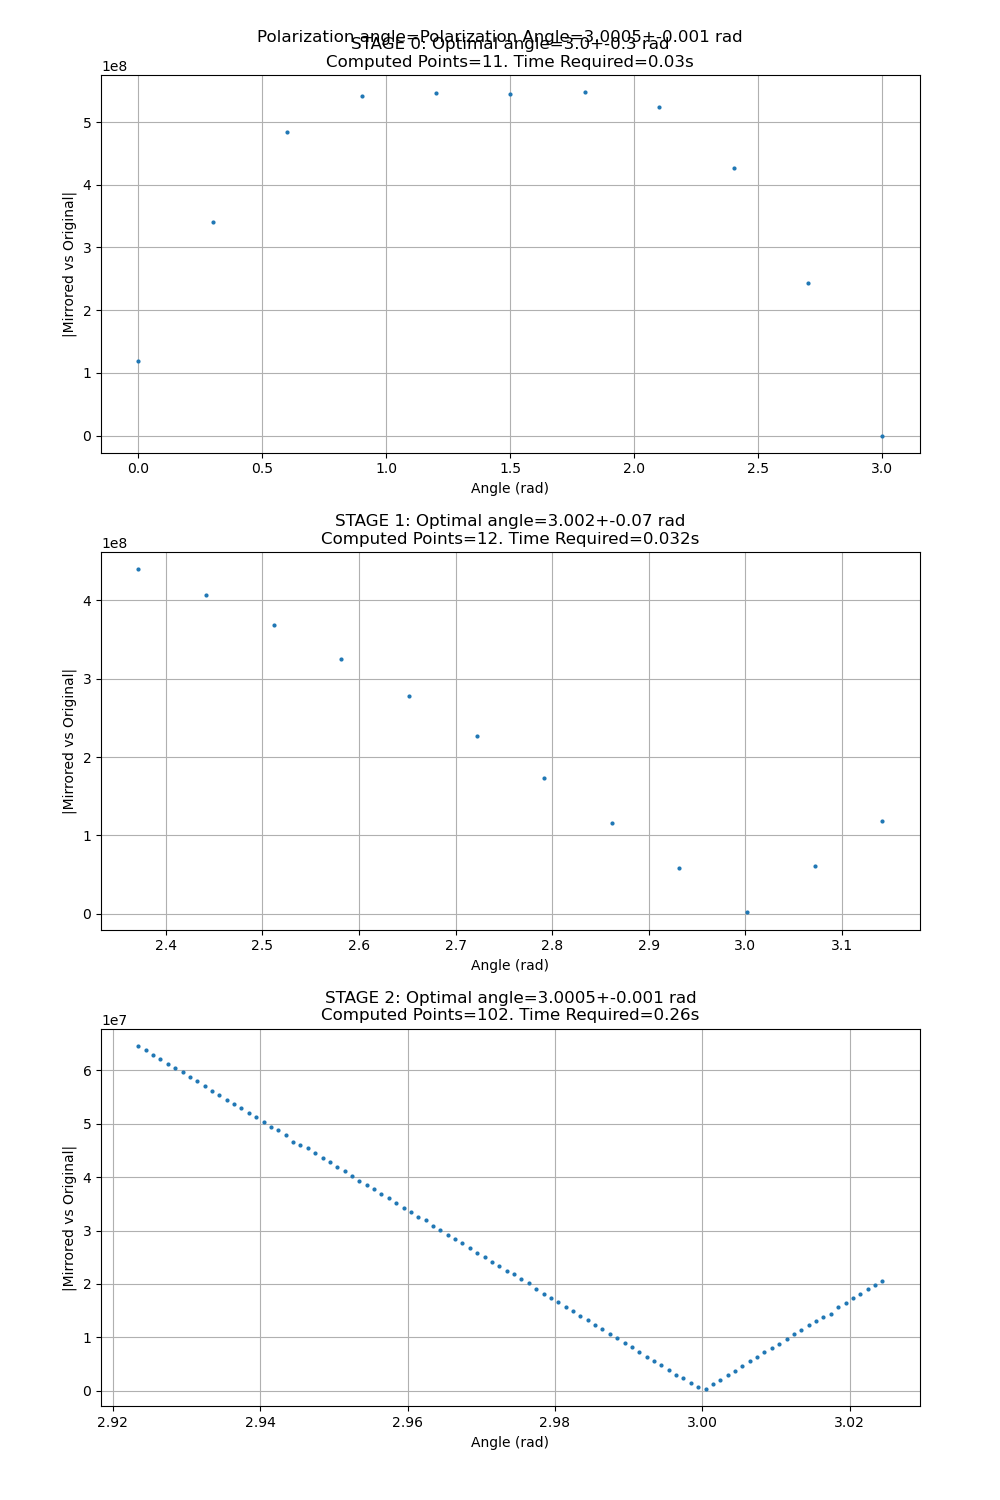 Polarization angle=Polarization Angle=3.0005+-0.001 rad
STAGE 0: Optimal angle=3.0+-0.3 rad
Computed Points=11. Time Required=0.03s
1e8
5
4
3
2
1
0
|Mirrored vs Original|
0.0 0.5 1.0 1.5 2.0 2.5 3.0
Angle (rad)
STAGE 1: Optimal angle=3.002+-0.07 rad
Computed Points=12. Time Required=0.032s
1e8
4
3
2
1
0
|Mirrored vs Original|
2.4 2.5 2.6 2.7 2.8 2.9 3.0 3.1
Angle (rad)
STAGE 2: Optimal angle=3.0005+-0.001 rad
Computed Points=102. Time Required=0.26s
1e7
6
5
4
3
2
1
0
|Mirrored vs Original|
2.92 2.94 2.96 2.98 3.00 3.02
Angle (rad)